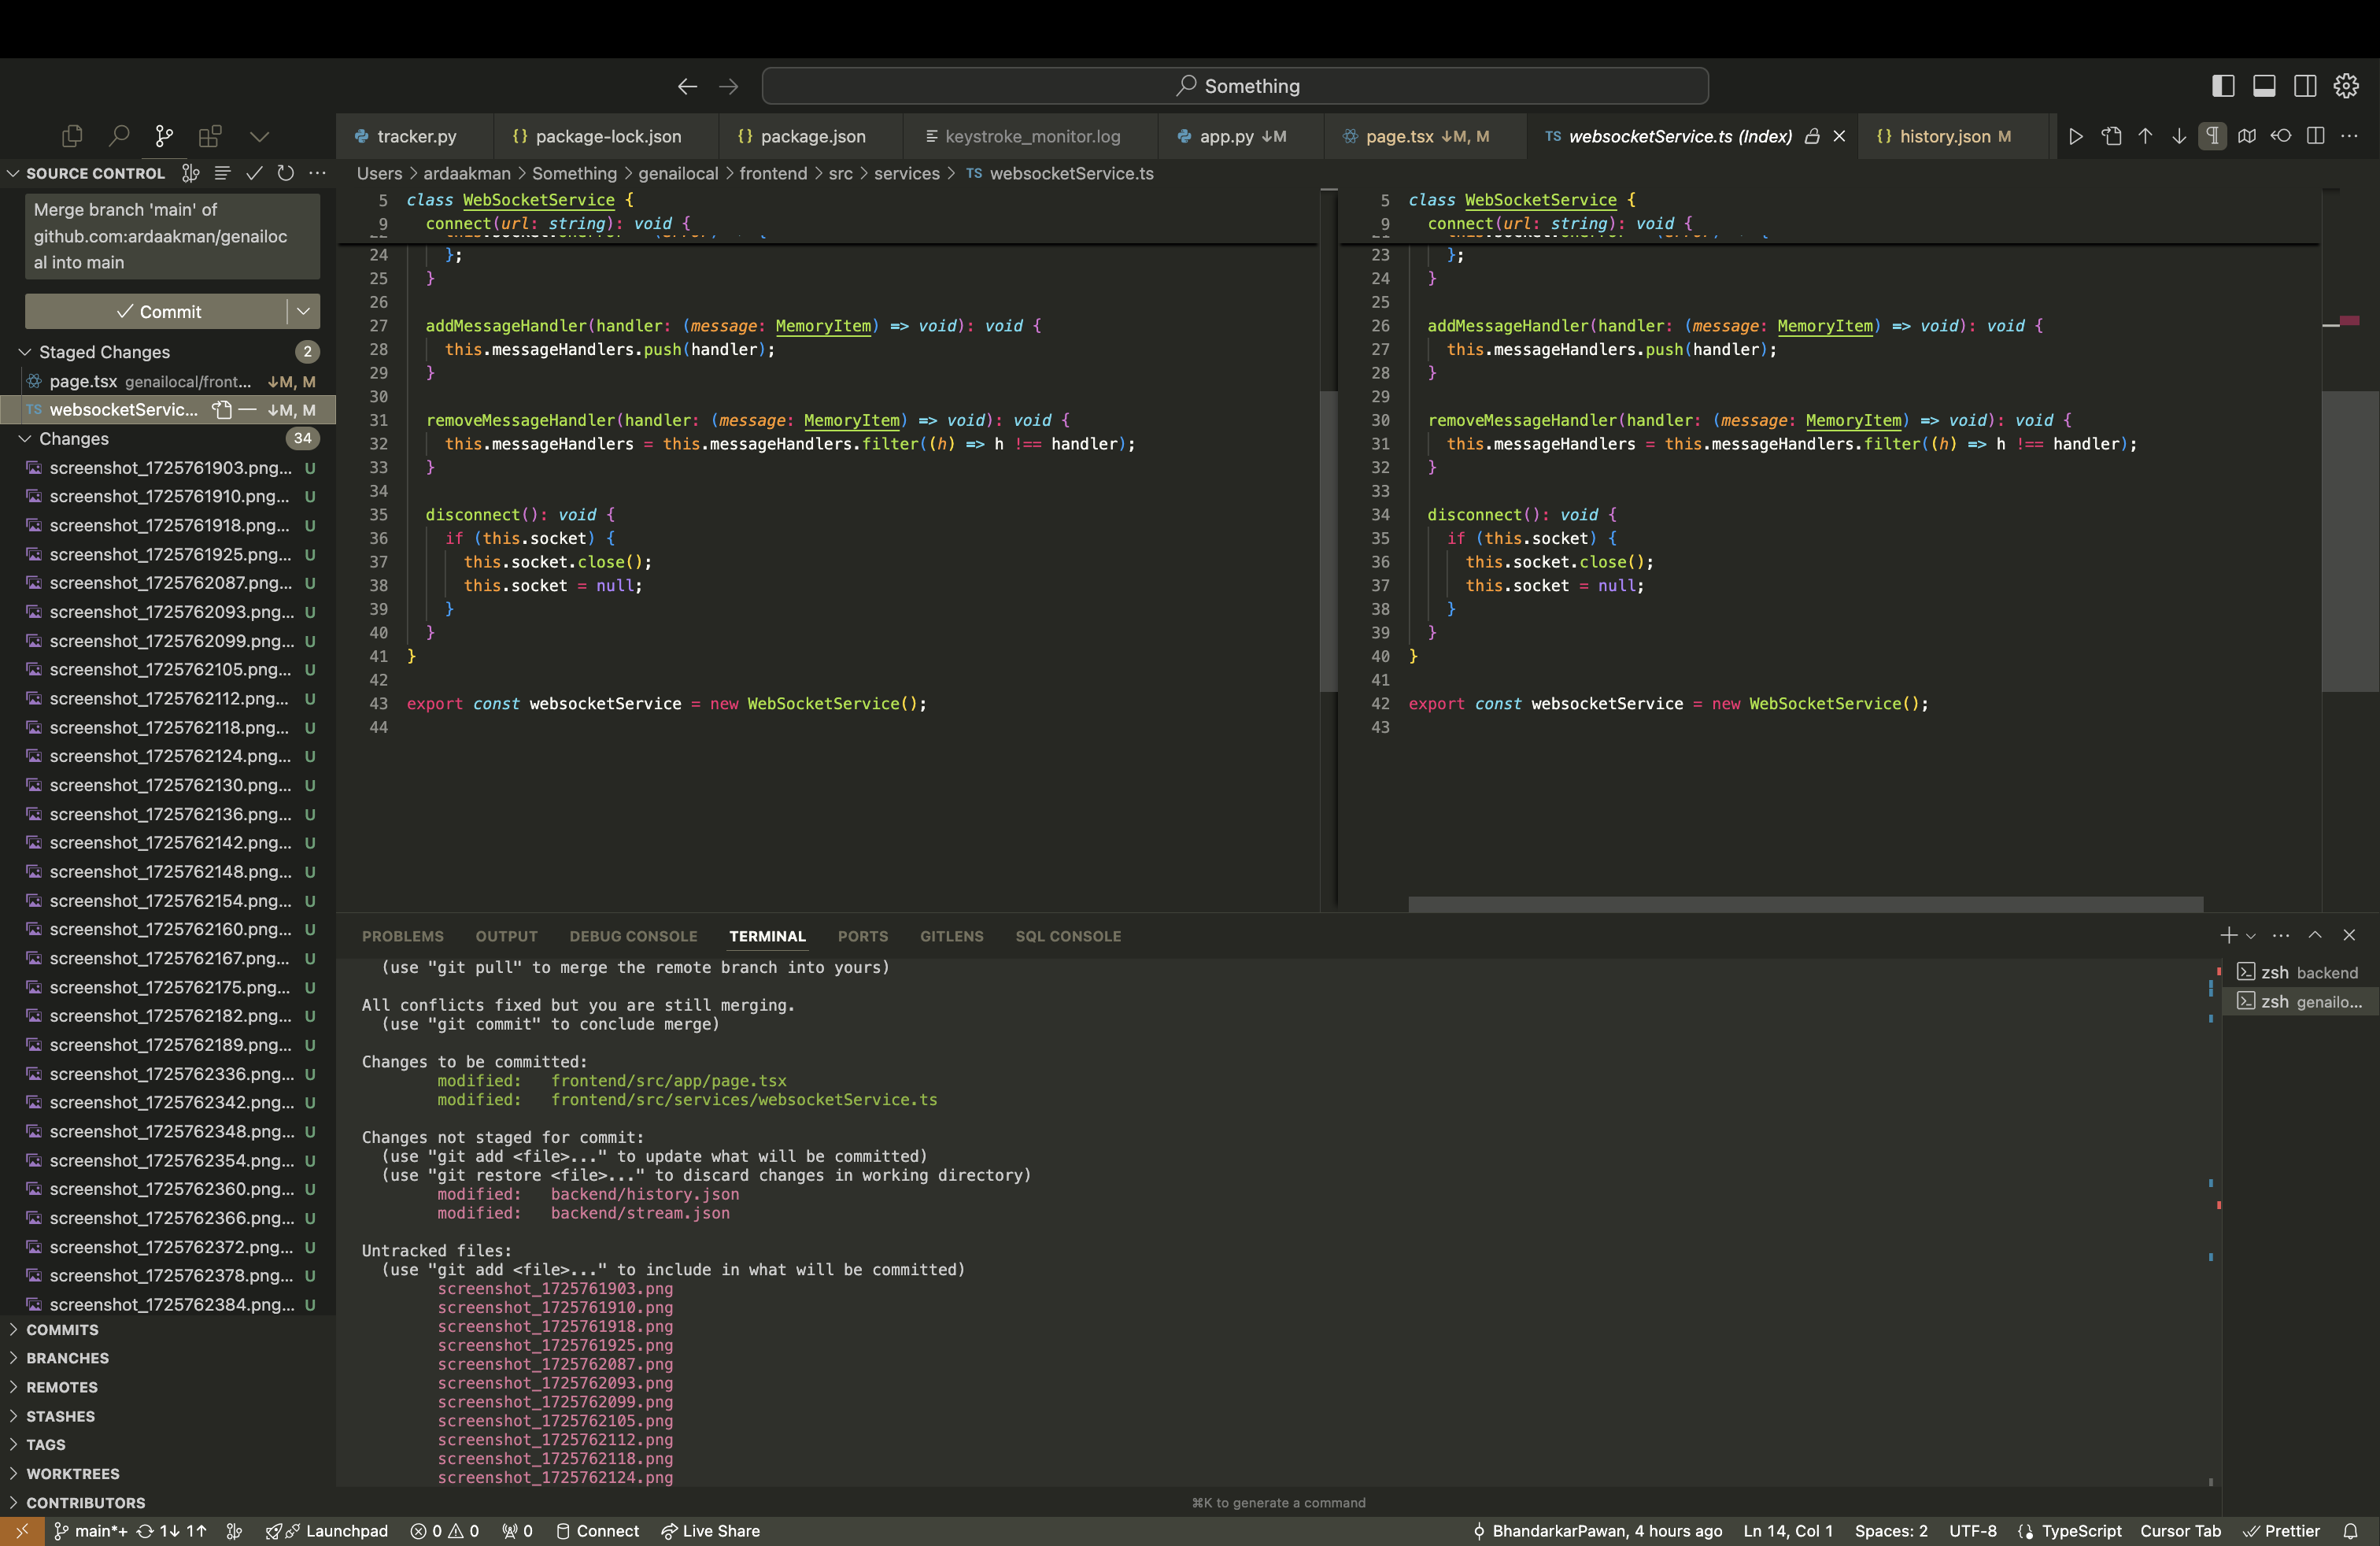 Something
tracker.py
package-lock.json
package.json
keystroke_monitor.log
app.py ↓M
page.tsx ↓M, M
TS websocketService.ts (Index)
history.json M
SOURCE CONTROL
Users > ardaakman > Something > genailocal > frontend > src > services > TS websocketService.ts
Merge branch 'main' of
github.com:ardaakman/genailoc
al into main
Commit
Staged Changes 2
page.tsx genailocal/front... ↓M, M
TS websocketServic... ↓M, M
Changes 34
screenshot_1725761903.png... U
screenshot_1725761910.png... U
screenshot_1725761918.png... U
screenshot_1725761925.png... U
screenshot_1725762087.png... U
screenshot_1725762093.png... U
screenshot_1725762099.png... U
screenshot_1725762105.png... U
screenshot_1725762112.png... U
screenshot_1725762118.png... U
screenshot_1725762124.png... U
screenshot_1725762130.png... U
screenshot_1725762136.png... U
screenshot_1725762142.png... U
screenshot_1725762148.png... U
screenshot_1725762154.png... U
screenshot_1725762160.png... U
screenshot_1725762167.png... U
screenshot_1725762175.png... U
screenshot_1725762182.png... U
screenshot_1725762189.png... U
screenshot_1725762336.png... U
screenshot_1725762342.png... U
screenshot_1725762348.png... U
screenshot_1725762354.png... U
screenshot_1725762360.png... U
screenshot_1725762366.png... U
screenshot_1725762372.png... U
screenshot_1725762378.png... U
screenshot_1725762384.png... U
COMMITS
BRANCHES
REMOTES
STASHES
TAGS
WORKTREES
CONTRIBUTORS
5 class WebSocketService {
9 connect(url: string): void {
24 };
25 }
26
27 addMessageHandler(handler: (message: MemoryItem) => void): void {
28 this.messageHandlers.push(handler);
29 }
30
31 removeMessageHandler(handler: (message: MemoryItem) => void): void {
32 this.messageHandlers = this.messageHandlers.filter((h) => h !== handler);
33 }
34
35 disconnect(): void {
36 if (this.socket) {
37 this.socket.close();
38 this.socket = null;
39 }
40 }
41 }
42
43 export const websocketService = new WebSocketService();
44
5 class WebSocketService {
9 connect(url: string): void {
23 };
24 }
25
26 addMessageHandler(handler: (message: MemoryItem) => void): void {
27 this.messageHandlers.push(handler);
28 }
29
30 removeMessageHandler(handler: (message: MemoryItem) => void): void {
31 this.messageHandlers = this.messageHandlers.filter((h) => h !== handler);
32 }
33
34 disconnect(): void {
35 if (this.socket) {
36 this.socket.close();
37 this.socket = null;
38 }
39 }
40 }
41
42 export const websocketService = new WebSocketService();
43
PROBLEMS OUTPUT DEBUG CONSOLE TERMINAL PORTS GITLENS SQL CONSOLE
(use "git pull" to merge the remote branch into yours)
All conflicts fixed but you are still merging.
(use "git commit" to conclude merge)
Changes to be committed:
modified: frontend/src/app/page.tsx
modified: frontend/src/services/websocketService.ts
Changes not staged for commit:
(use "git add <file>..." to update what will be committed)
(use "git restore <file>..." to discard changes in working directory)
modified: backend/history.json
modified: backend/stream.json
Untracked files:
(use "git add <file>..." to include in what will be committed)
screenshot_1725761903.png
screenshot_1725761910.png
screenshot_1725761918.png
screenshot_1725761925.png
screenshot_1725762087.png
screenshot_1725762093.png
screenshot_1725762099.png
screenshot_1725762105.png
screenshot_1725762112.png
screenshot_1725762118.png
screenshot_1725762124.png
zsh backend
zsh genailo...
⌘K to generate a command
main*+ 1↓ 1↑ Launchpad 0 0 0 Connect Live Share
BhandarkarPawan, 4 hours ago Ln 14, Col 1 Spaces: 2 UTF-8 TypeScript Cursor Tab Prettier